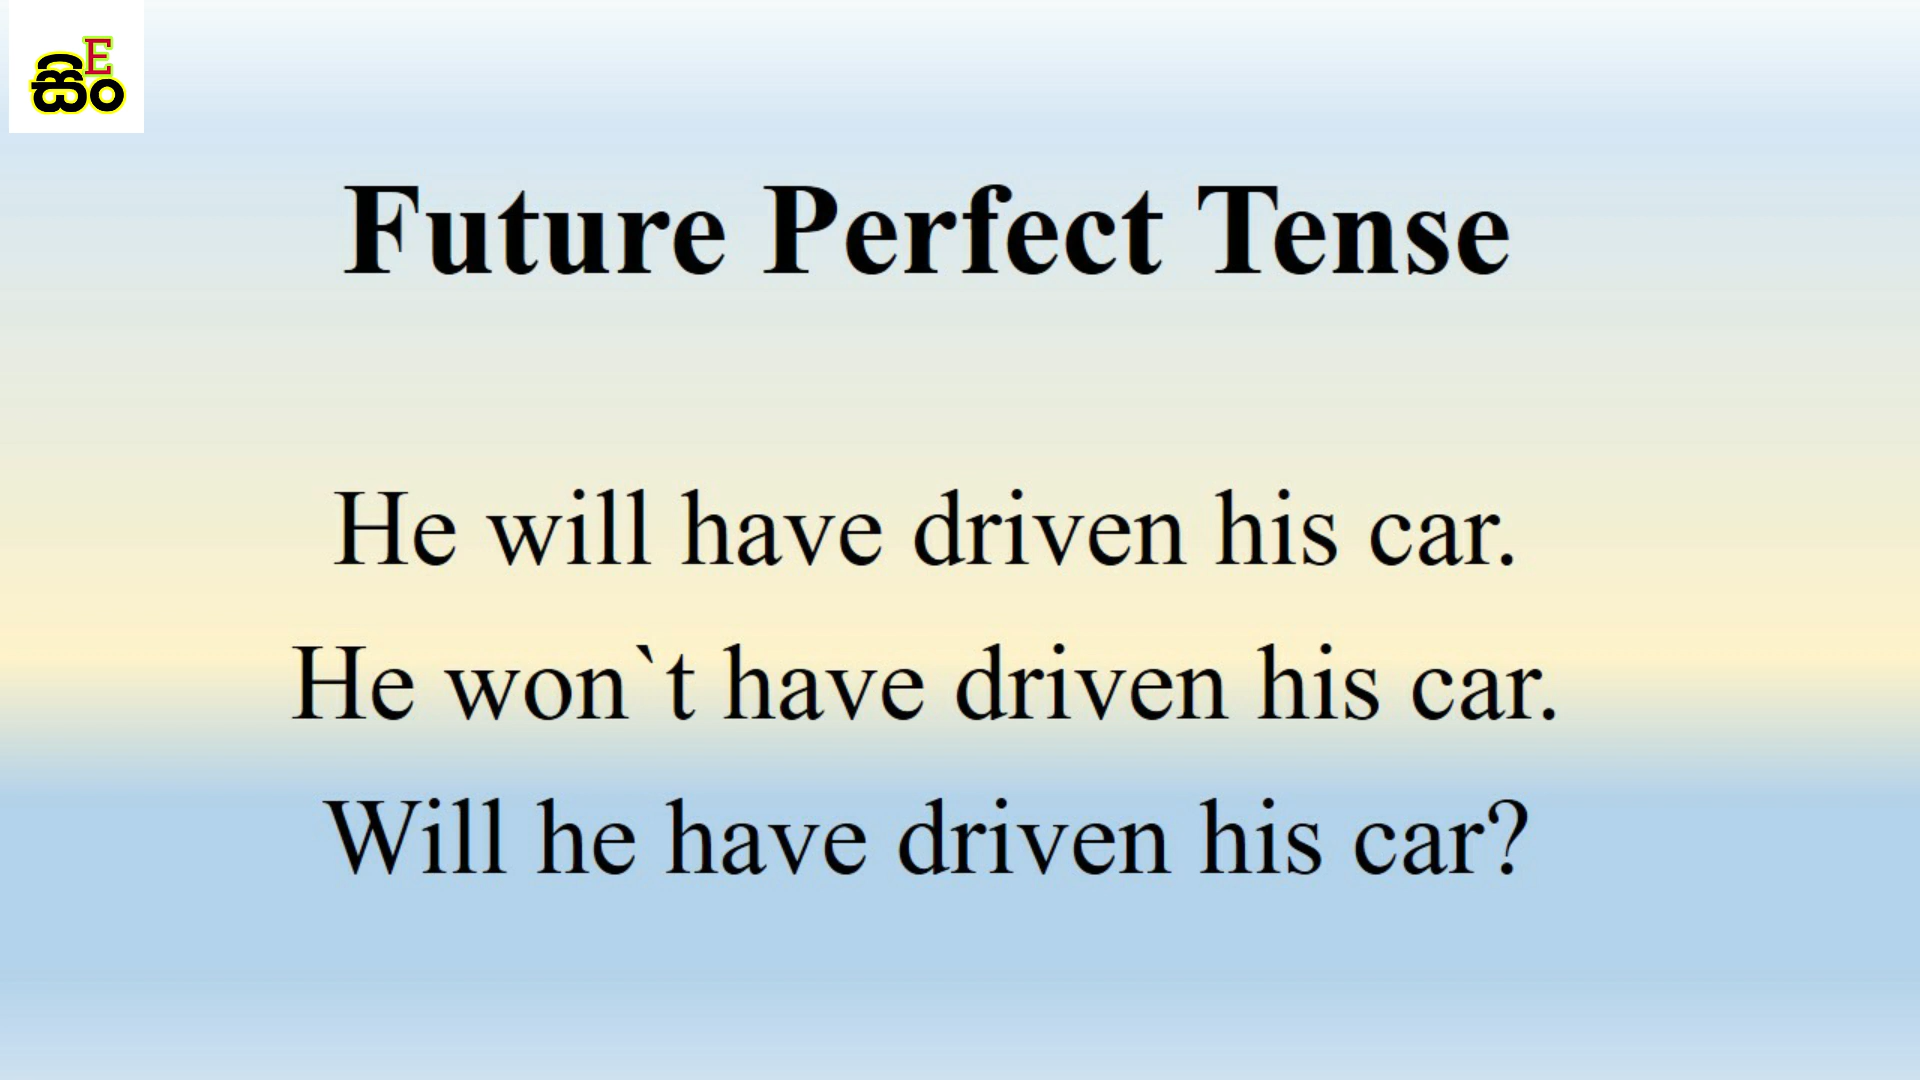 සිං
E
Future Perfect Tense
He will have driven his car.
He won`t have driven his car.
Will he have driven his car?